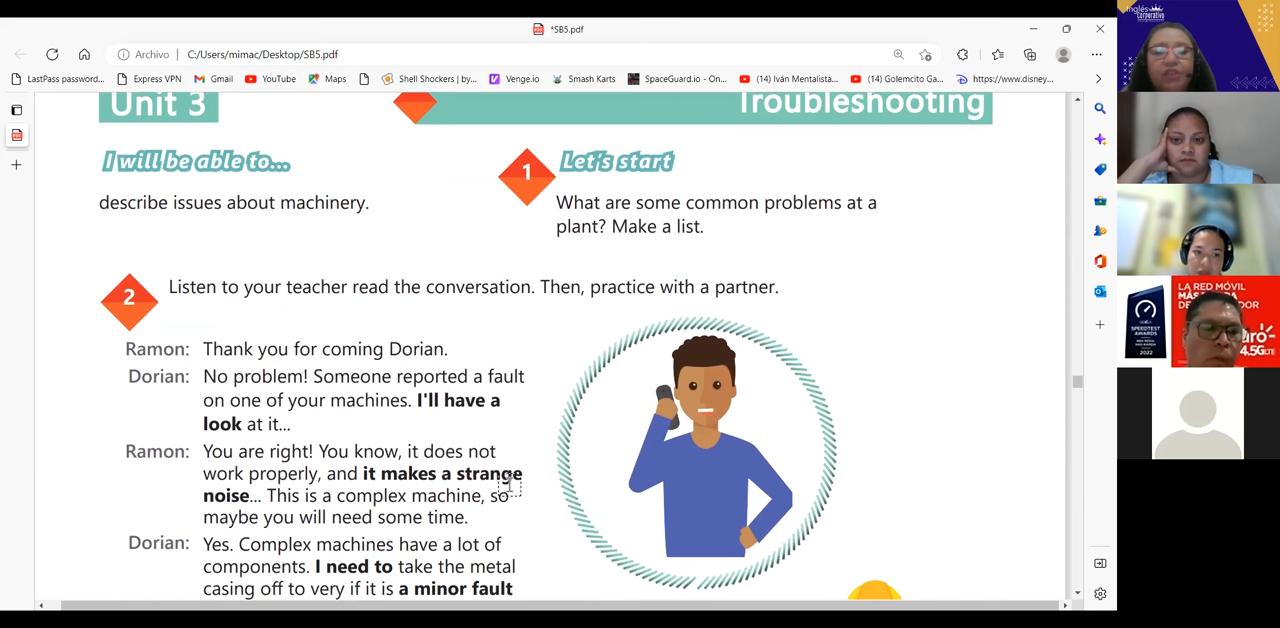 *SB5.pdf
Archivo | C:/Users/mimac/Desktop/SB5.pdf
LastPass password... Express VPN Gmail YouTube Maps Shell Shockers | by... Venge.io Smash Karts SpaceGuard.io - On... (14) Iván Mentalista... (14) Golemcito Ga... https://www.disney...
Unit 3
Troubleshooting
I will be able to...
describe issues about machinery.
1
Let's start
What are some common problems at a
plant? Make a list.
2
Listen to your teacher read the conversation. Then, practice with a partner.
Ramon: Thank you for coming Dorian.
Dorian: No problem! Someone reported a fault
on one of your machines. I'll have a
look at it...
Ramon: You are right! You know, it does not
work properly, and it makes a strange
noise... This is a complex machine, so
maybe you will need some time.
Dorian: Yes. Complex machines have a lot of
components. I need to take the metal
casing off to very if it is a minor fault
Inglés
Corporativo
LA RED MÓVIL
SPEEDTEST
AWARDS
2022
4.5G LTE